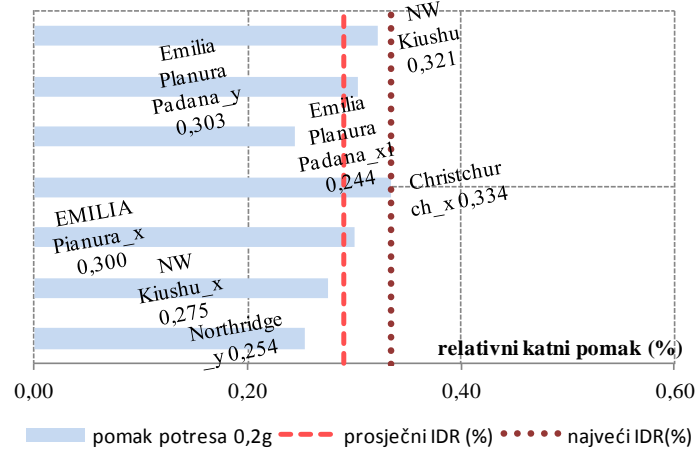 NW
Kiushu
0,321
Emilia
Planura
Padana_y
0,303
Emilia
Planura
Padana_x1
0,244
Christchur
ch_x 0,334
EMILIA
Pianura_x
0,300
NW
Kiushu_x
0,275
Northridge
_y 0,254
relativni katni pomak (%)
0,00 0,20 0,40 0,60
pomak potresa 0,2g prosječni IDR (%) najveći IDR(%)